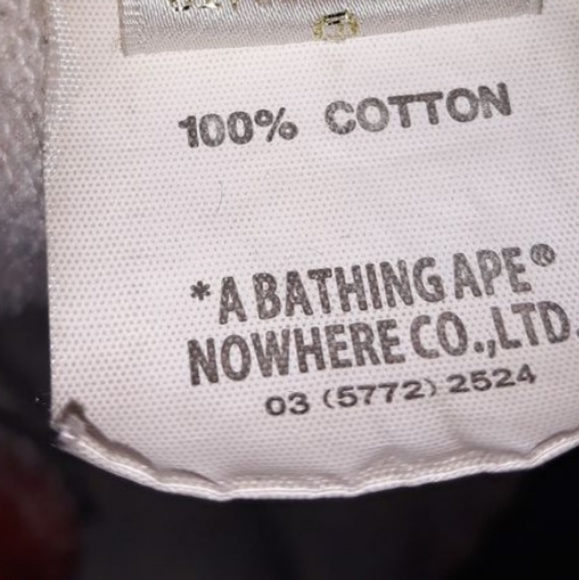 100% COTTON
*A BATHING APE®
NOWHERE CO.,LTD.
03 (5772) 2524